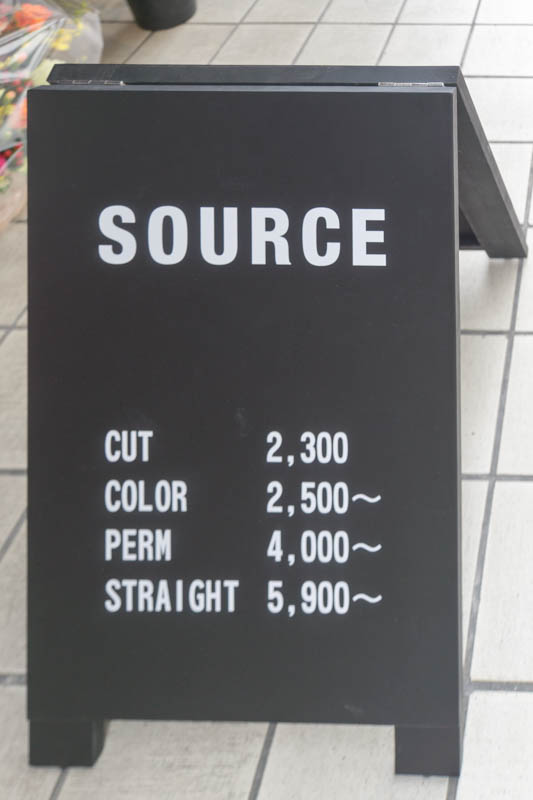 SOURCE
CUT 2,300
COLOR 2,500～
PERM 4,000～
STRAIGHT 5,900～